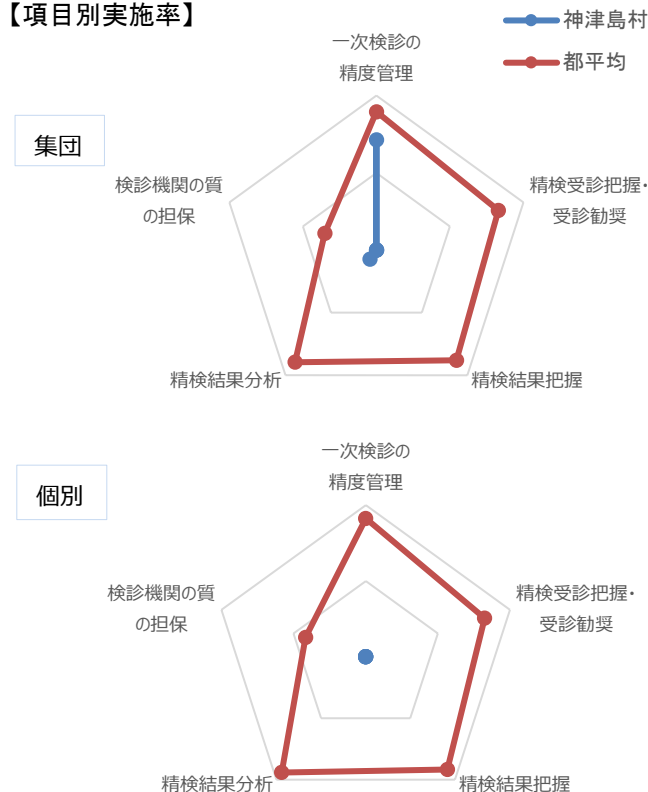 【項目別実施率】
神津島村
都平均
集団
一次検診の
精度管理
精検受診把握・
受診勧奨
精検結果把握
精検結果分析
検診機関の質
の担保
個別
一次検診の
精度管理
精検受診把握・
受診勧奨
精検結果把握
精検結果分析
検診機関の質
の担保